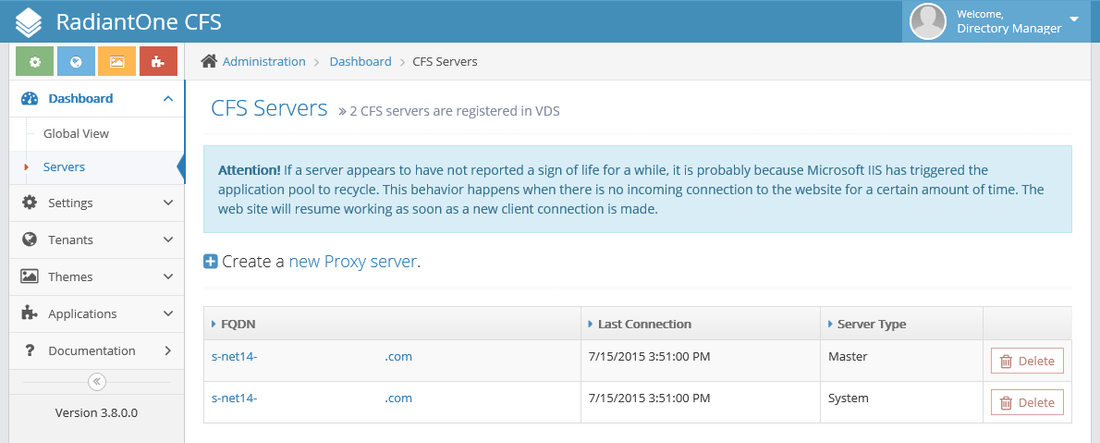 RadiantOne CFS
Welcome,
Directory Manager
Administration > Dashboard > CFS Servers
Dashboard
Global View
Servers
Settings
Tenants
Themes
Applications
? Documentation
Version 3.8.0.0
CFS Servers » 2 CFS servers are registered in VDS
Attention! If a server appears to have not reported a sign of life for a while, it is probably because Microsoft IIS has triggered the
application pool to recycle. This behavior happens when there is no incoming connection to the website for a certain amount of time. The
web site will resume working as soon as a new client connection is made.
Create a new Proxy server.
FQDN Last Connection Server Type
s-net14- .com 7/15/2015 3:51:00 PM Master Delete
s-net14- .com 7/15/2015 3:51:00 PM System Delete